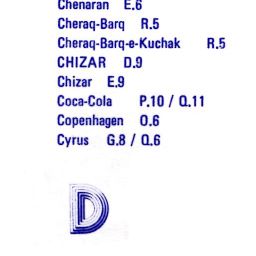 Chenaran E.6
Cheraq-Barq R.5
Cheraq-Barq-e-Kuchak R.5
CHIZAR D.9
Chizar E.9
Coca-Cola P.10 / Q.11
Copenhagen O.6
Cyrus G.8 / Q.6
D